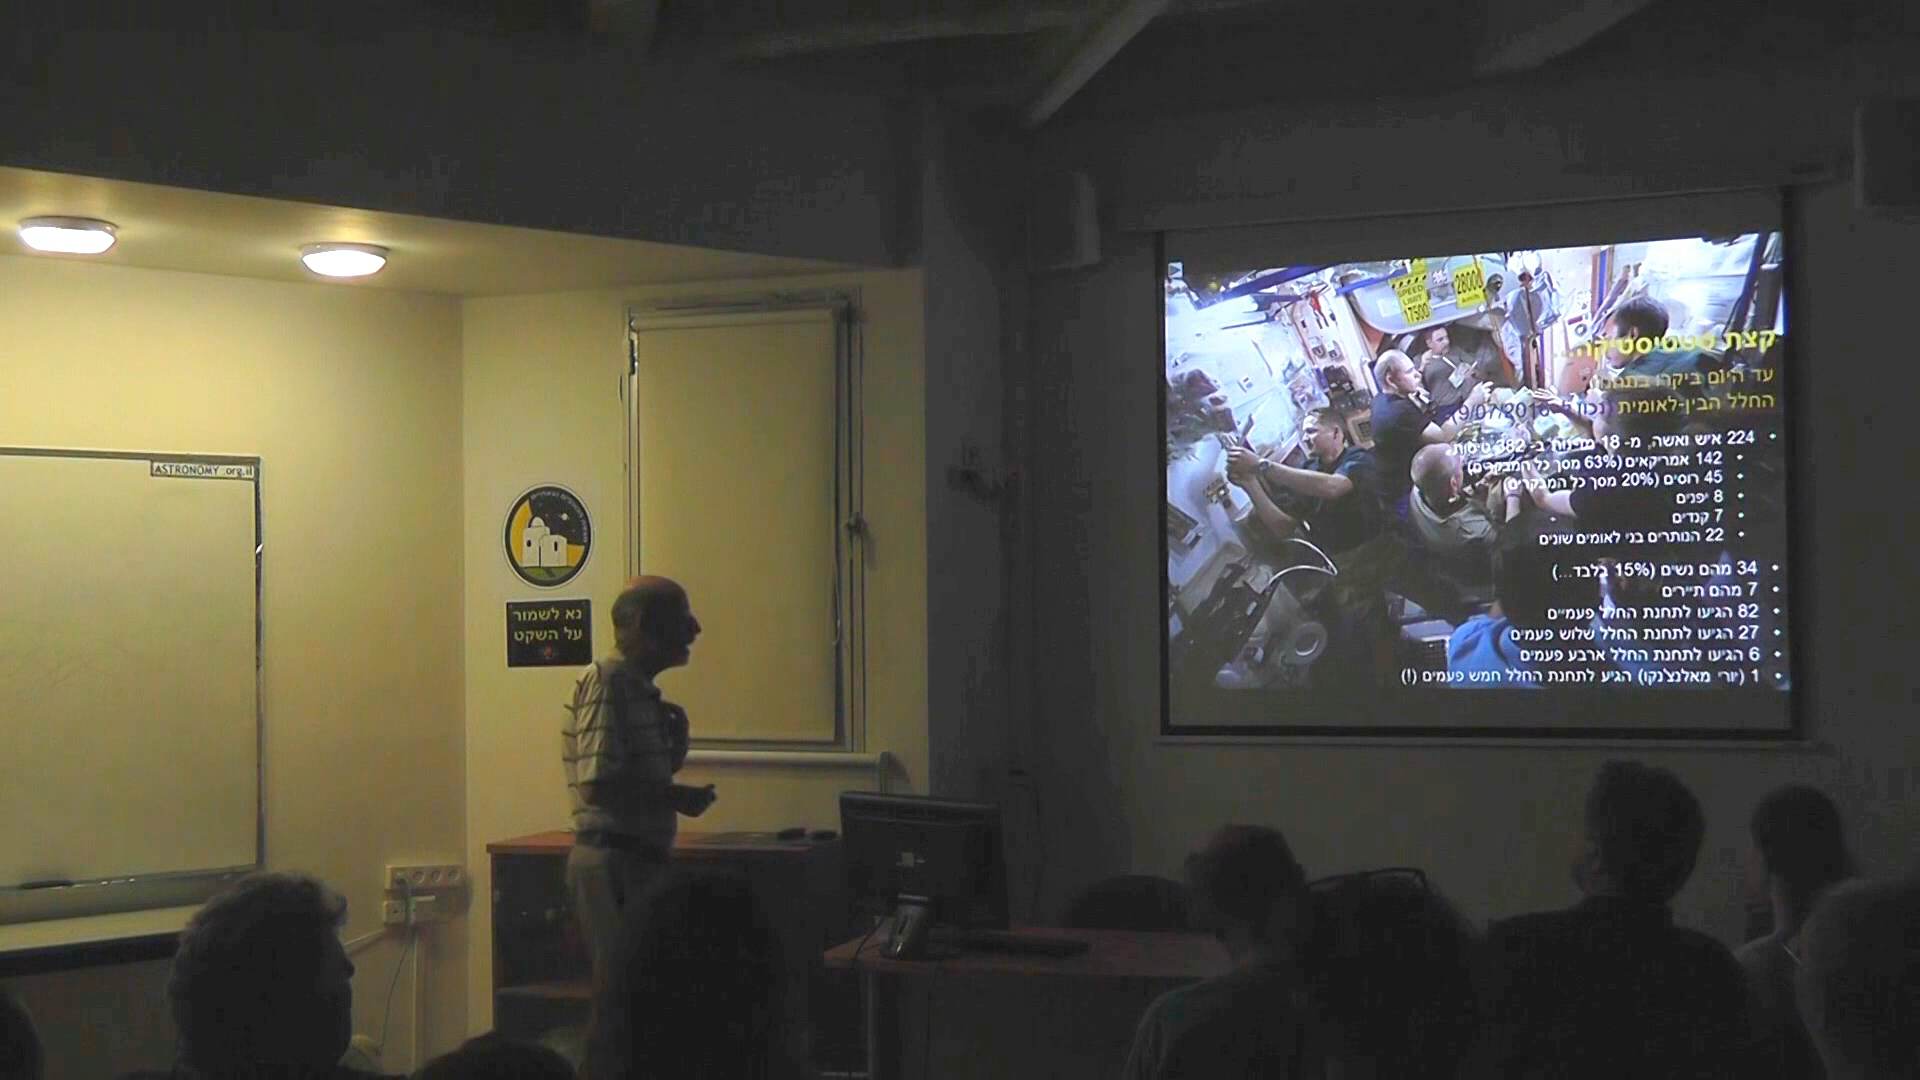 ASTRONOMY.org.il
נא לשמור
על השקט
SPEED
LIMIT
17500
28000
קצת סטטיסטיקה...
עד היום ביקרו בתחנת
החלל הבין-לאומית (נכון ל-19/07/2016)
224 איש ואשה, מ- 18 מדינות ב- 382 טיסות
142 אמריקאים (63% מסך כל המבקרים)
45 רוסים (20% מסך כל המבקרים)
8 יפנים
7 קנדים
22 הנותרים בני לאומים שונים
34 מהם נשים (15% בלבד...)
7 מהם תיירים
82 הגיעו לתחנת החלל פעמיים
27 הגיעו לתחנת החלל שלוש פעמים
6 הגיעו לתחנת החלל ארבע פעמים
1 (יורי מאלנצ'נקו) הגיע לתחנת החלל חמש פעמים (!)